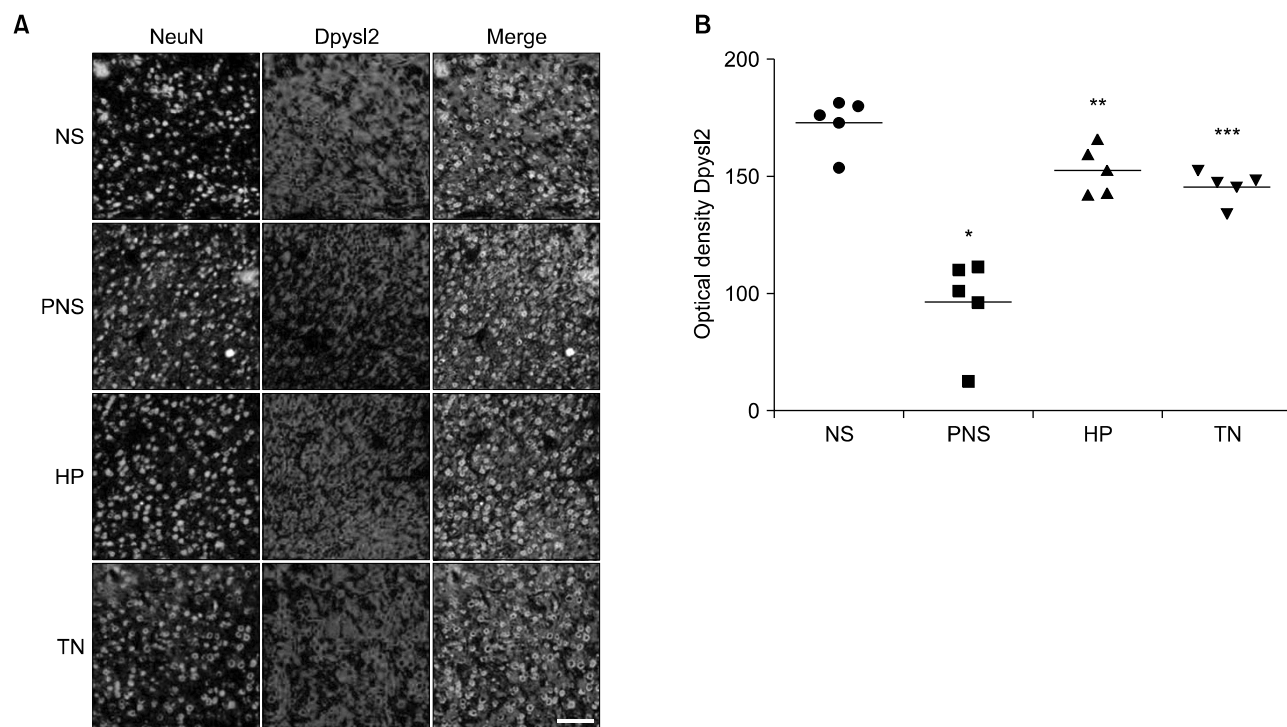 A
NeuN Dpysl2 Merge
NS
PNS
HP
TN
B
Optical density Dpysl2
200
150
100
0
*
**
***
NS PNS HP TN